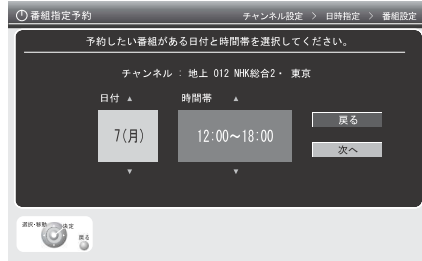 番組指定予約
チャンネル設定 ＞ 日時指定 ＞ 番組設定
予約したい番組がある日付と時間帯を選択してください。
チャンネル ： 地上 012 NHK総合2・ 東京
日付 ▲ 時間帯 ▲
7(月) 12:00～18:00
戻る
次へ
▼ ▼
選択・移動 決定
戻る